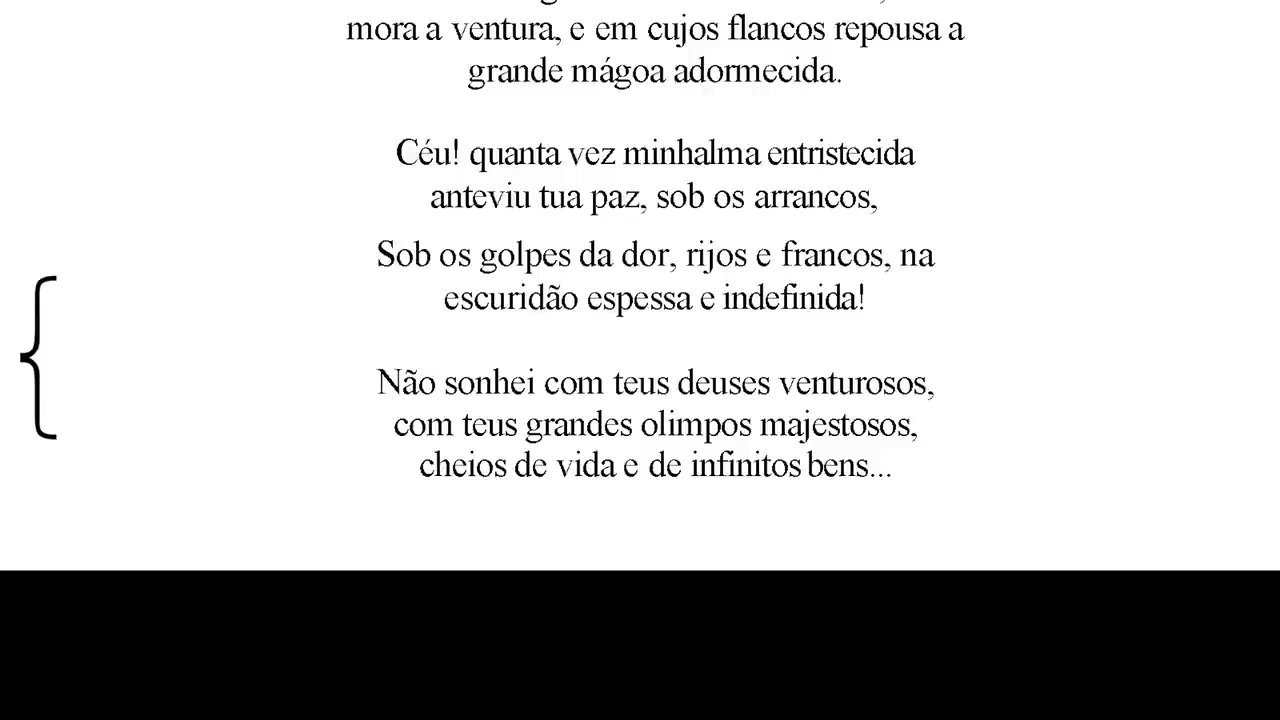 mora a ventura, e em cujos flancos repousa a
grande mágoa adormecida.
Céu! quanta vez minhalma entristecida
anteviu tua paz, sob os arrancos,
Sob os golpes da dor, rijos e francos, na
escuridão espessa e indefinida!
Não sonhei com teus deuses venturosos,
com teus grandes olimpos majestosos,
cheios de vida e de infinitos bens...